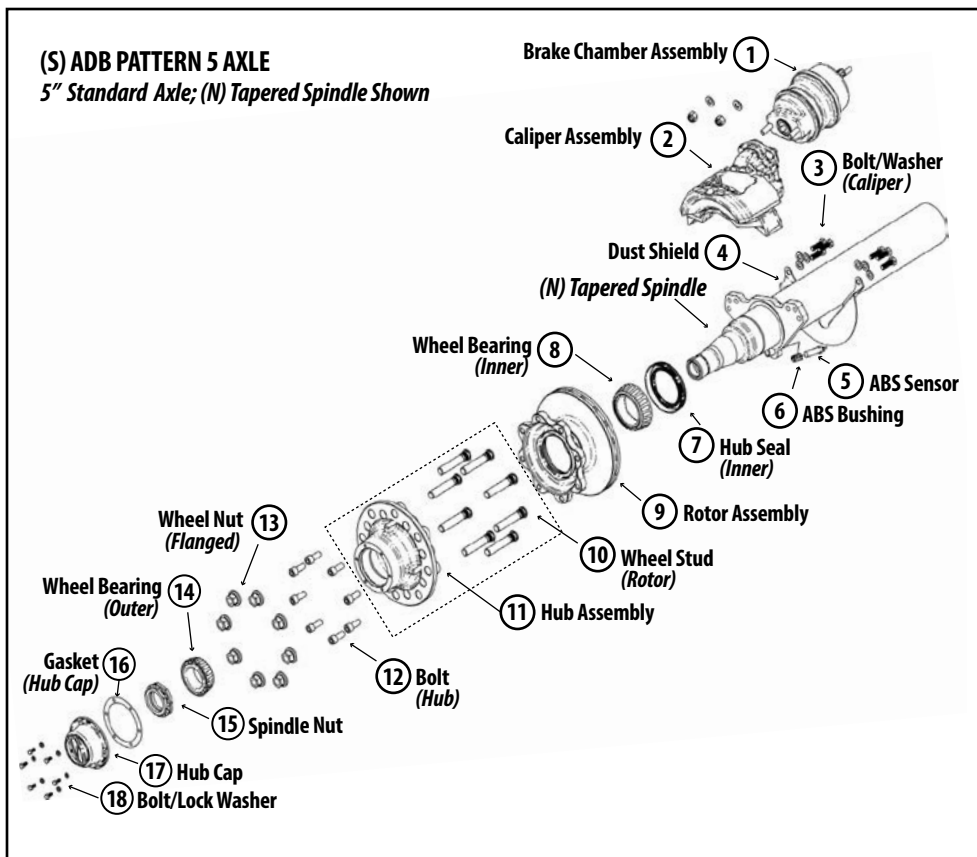 (S) ADB PATTERN 5 AXLE
5” Standard Axle; (N) Tapered Spindle Shown
Brake Chamber Assembly 1
Caliper Assembly 2
3 Bolt/Washer
(Caliper )
Dust Shield 4
(N) Tapered Spindle
Wheel Bearing 8
(Inner)
5 ABS Sensor
6 ABS Bushing
7 Hub Seal
(Inner)
9 Rotor Assembly
10 Wheel Stud
(Rotor)
11 Hub Assembly
Wheel Nut 13
(Flanged)
Wheel Bearing 14
(Outer)
12 Bolt
(Hub)
Gasket 16
(Hub Cap)
15 Spindle Nut
17 Hub Cap
18 Bolt/Lock Washer